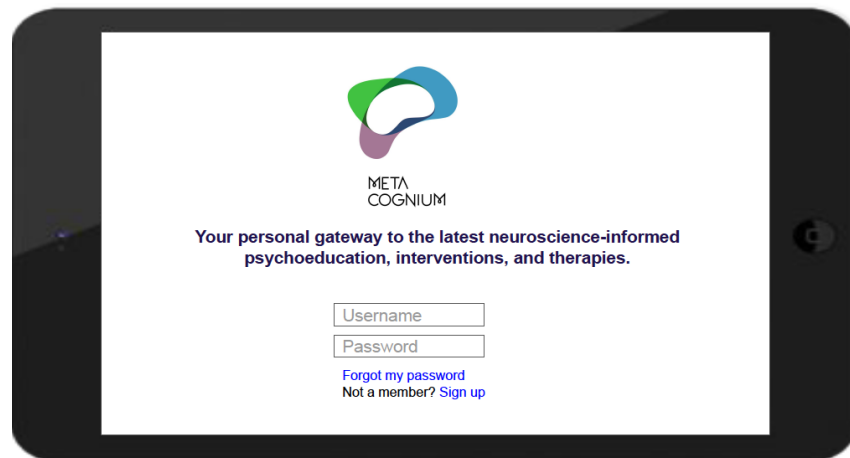 META
COGNIUM
Your personal gateway to the latest neuroscience-informed
psychoeducation, interventions, and therapies.
Username
Password
Forgot my password
Not a member? Sign up